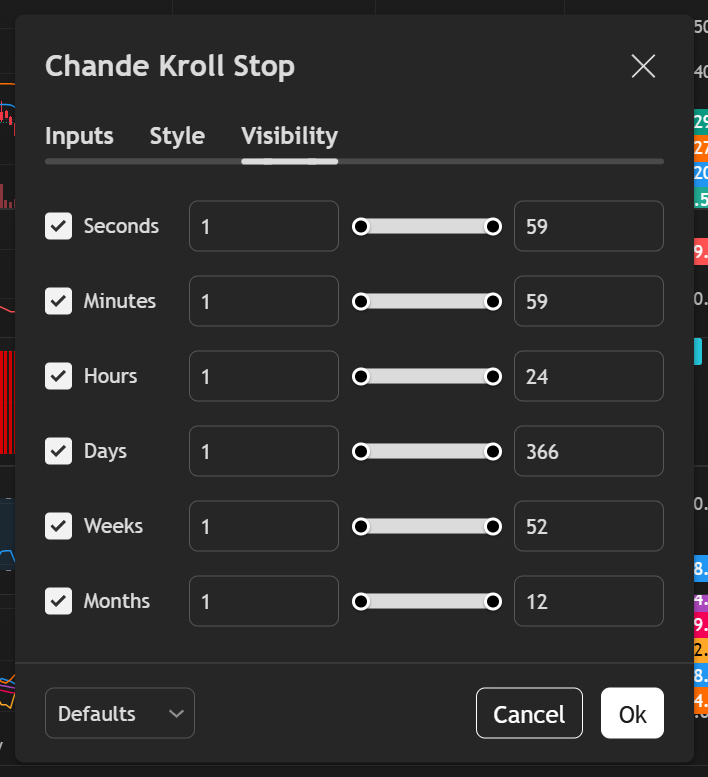 Chande Kroll Stop
Inputs Style Visibility
Seconds 1 59
Minutes 1 59
Hours 1 24
Days 1 366
Weeks 1 52
Months 1 12
Defaults Cancel Ok